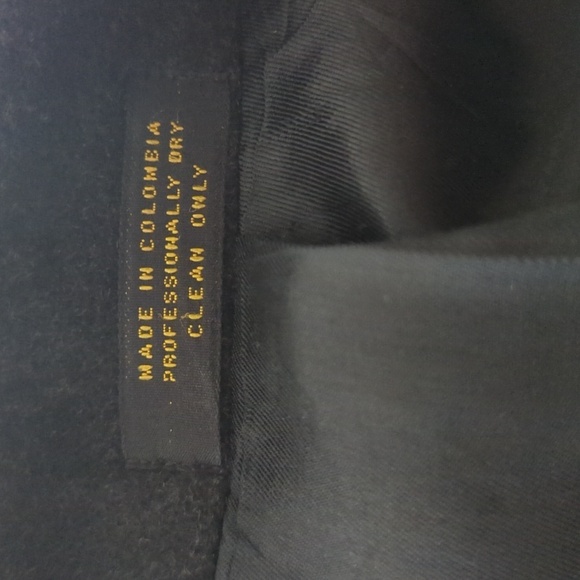 MADE IN COLOMBIA
PROFESSIONALLY DRY
CLEAN ONLY